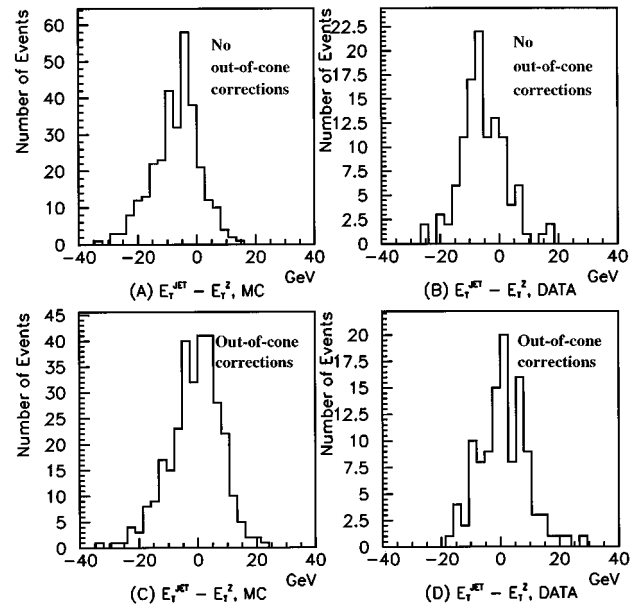 Number of Events
60
50
40
30
20
10
0
No
out-of-cone
corrections
-40 -20 0 20 40
GeV
(A) E_T^JET - E_T^Z, MC
Number of Events
22.5
20
17.5
15
12.5
10
7.5
5
2.5
0
No
out-of-cone
corrections
-40 -20 0 20 40
GeV
(B) E_T^JET - E_T^Z, DATA
Number of Events
45
40
35
30
25
20
15
10
5
0
Out-of-cone
corrections
-40 -20 0 20 40
GeV
(C) E_T^JET - E_T^Z, MC
Number of Events
20
17.5
15
12.5
10
7.5
5
2.5
0
Out-of-cone
corrections
-40 -20 0 20 40
GeV
(D) E_T^JET - E_T^Z, DATA